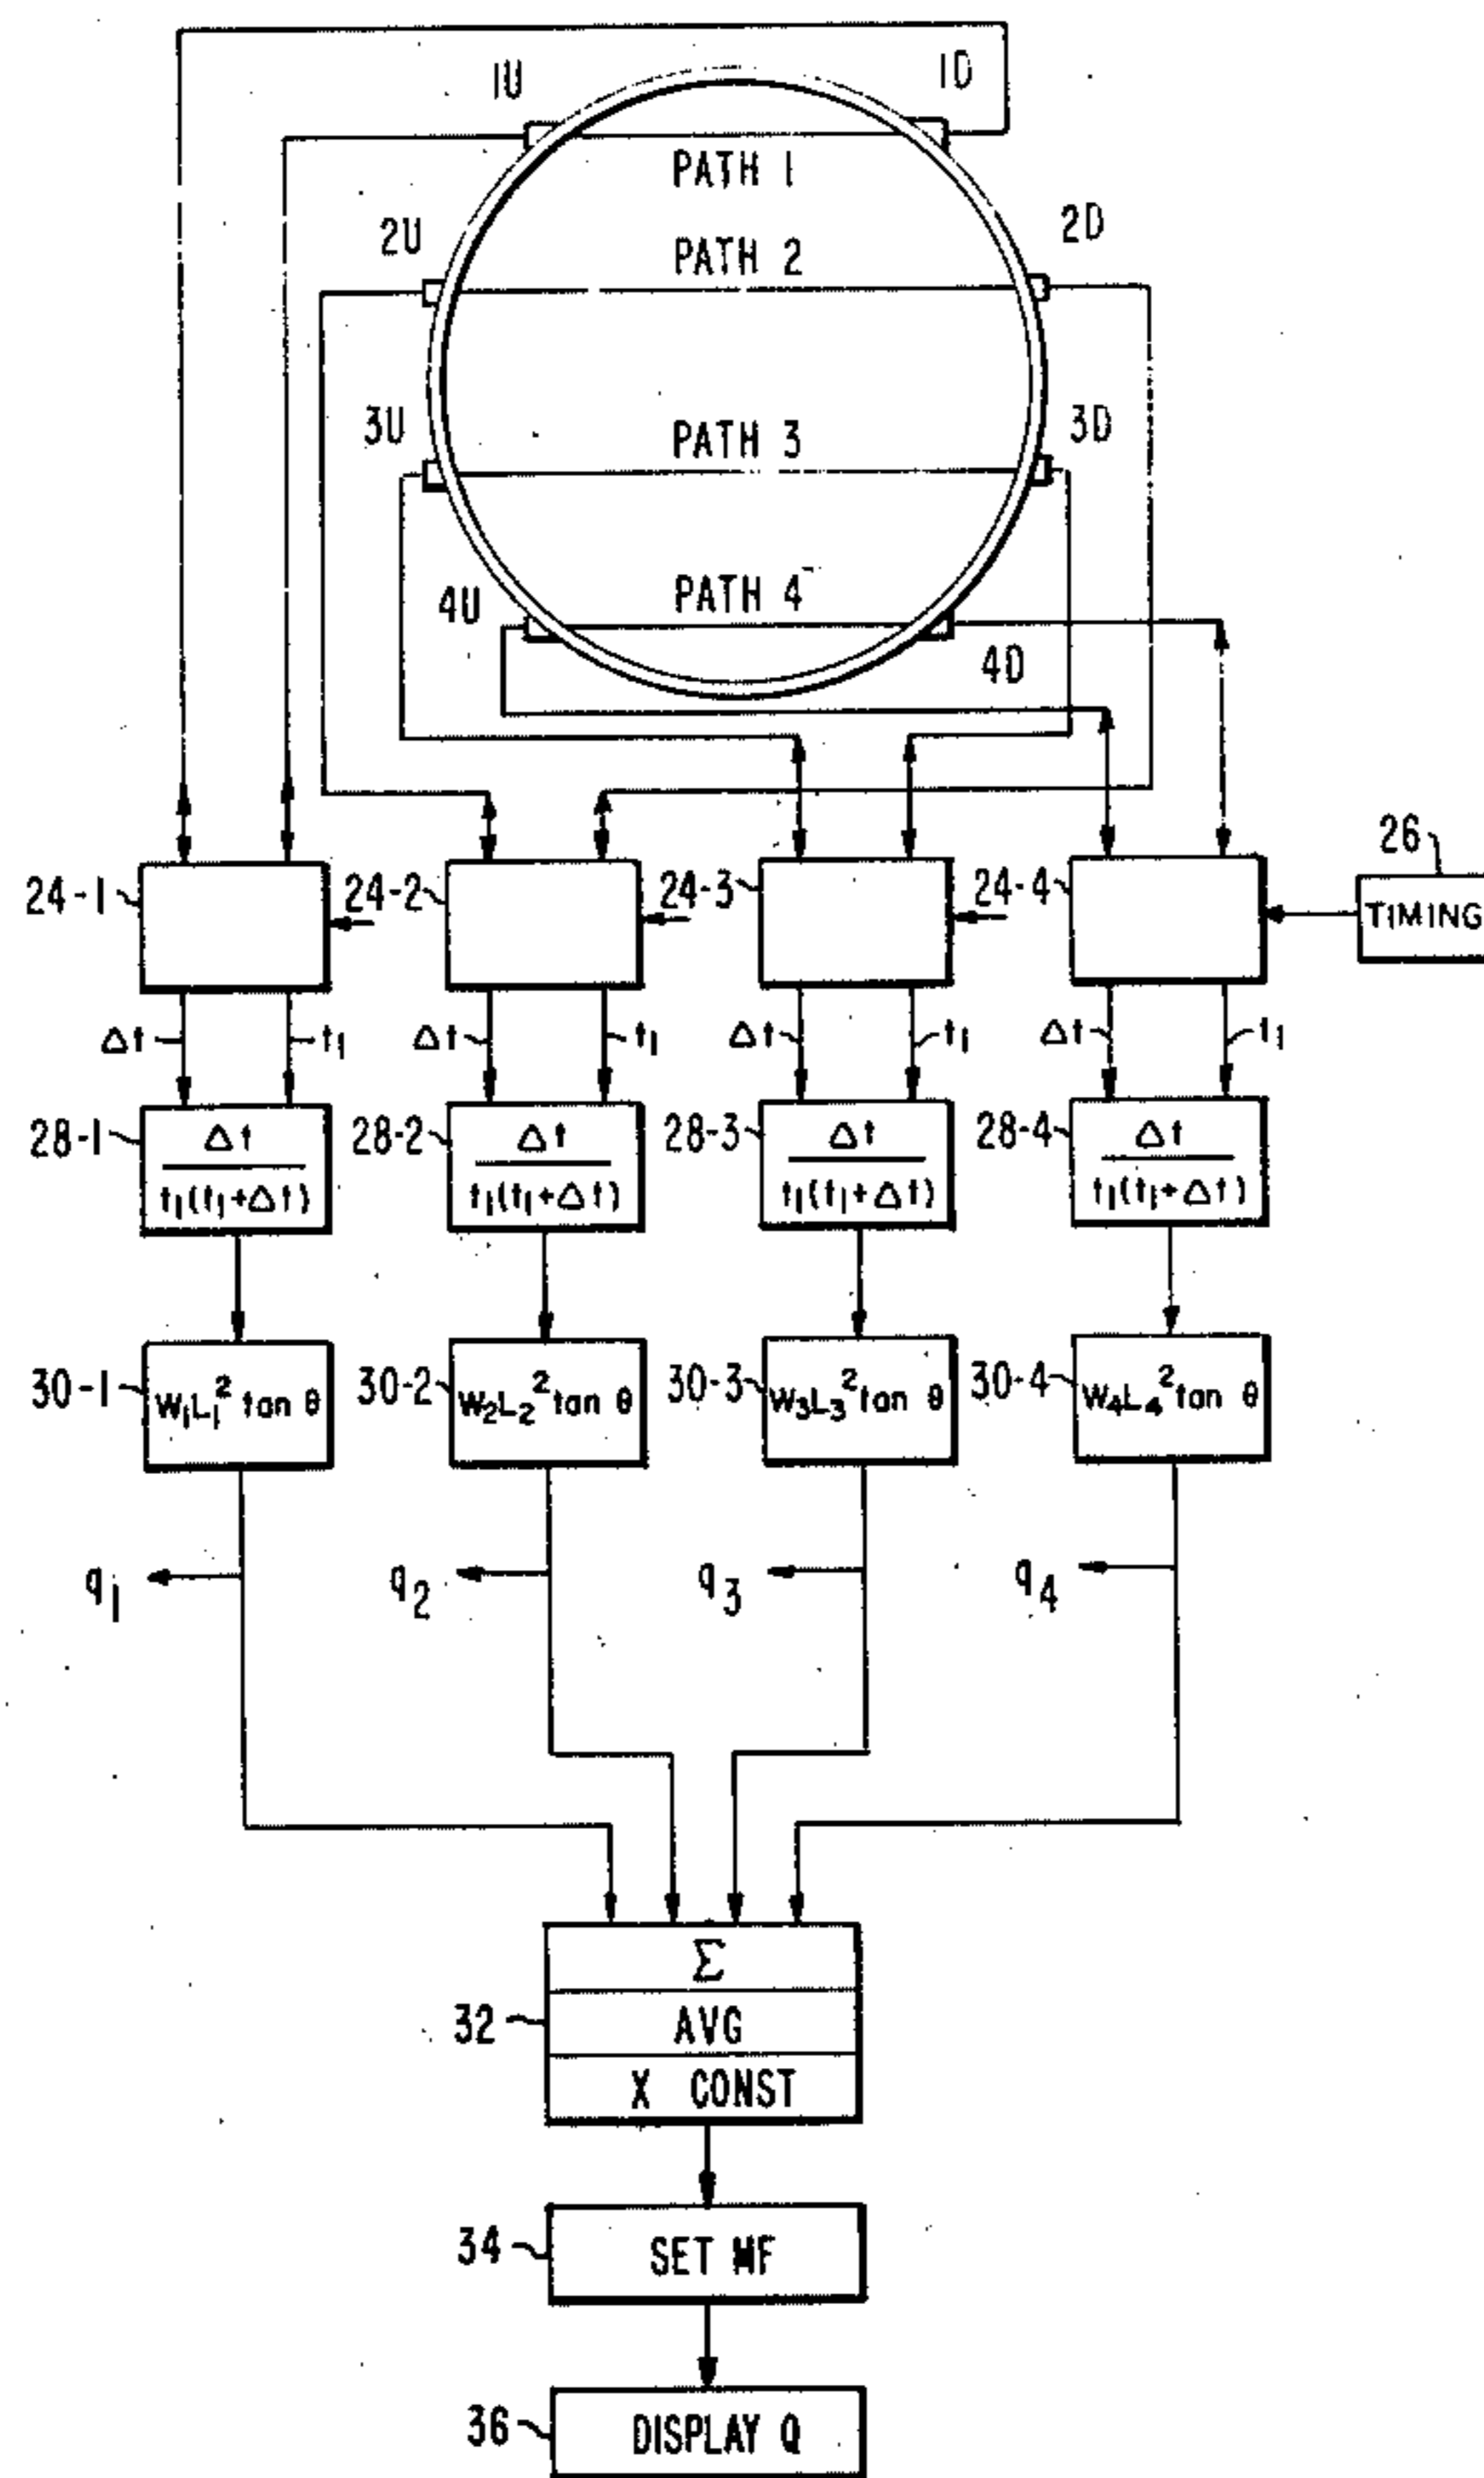 1U 1D
PATH 1
2U PATH 2 2D
3U PATH 3 3D
4U PATH 4 4D
26
24-1 24-2 24-3 24-4 TIMING
Δt t₁ Δt t₁ Δt t₁ Δt t₁
28-1 Δt / t₁(t₁+Δt) 28-2 Δt / t₁(t₁+Δt) 28-3 Δt / t₁(t₁+Δt) 28-4 Δt / t₁(t₁+Δt)
30-1 W₁L₁² tan θ 30-2 W₂L₂² tan θ 30-3 W₃L₃² tan θ 30-4 W₄L₄² tan θ
q₁ q₂ q₃ q₄
Σ
32 AVG
X CONST
34 SET MF
36 DISPLAY Q